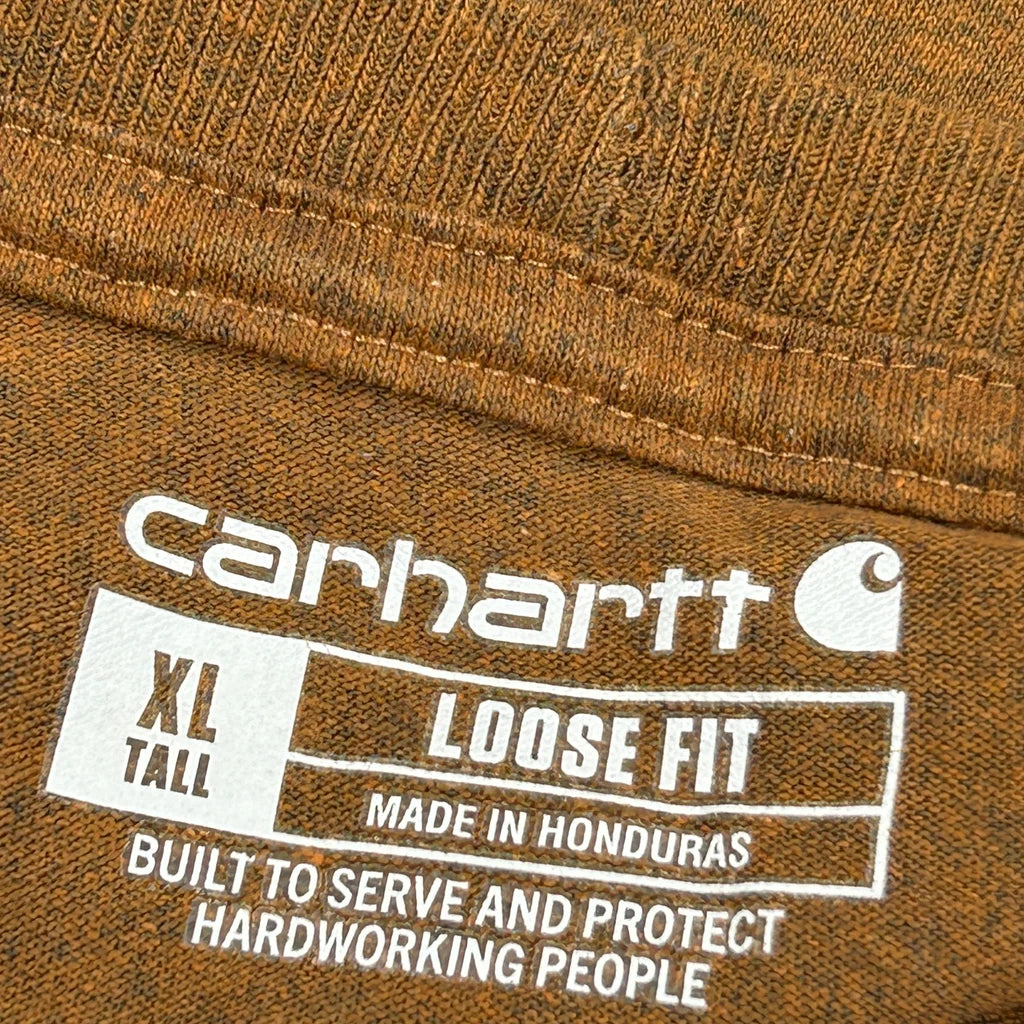 carhartt
XL
TALL
LOOSE FIT
MADE IN HONDURAS
BUILT TO SERVE AND PROTECT
HARDWORKING PEOPLE